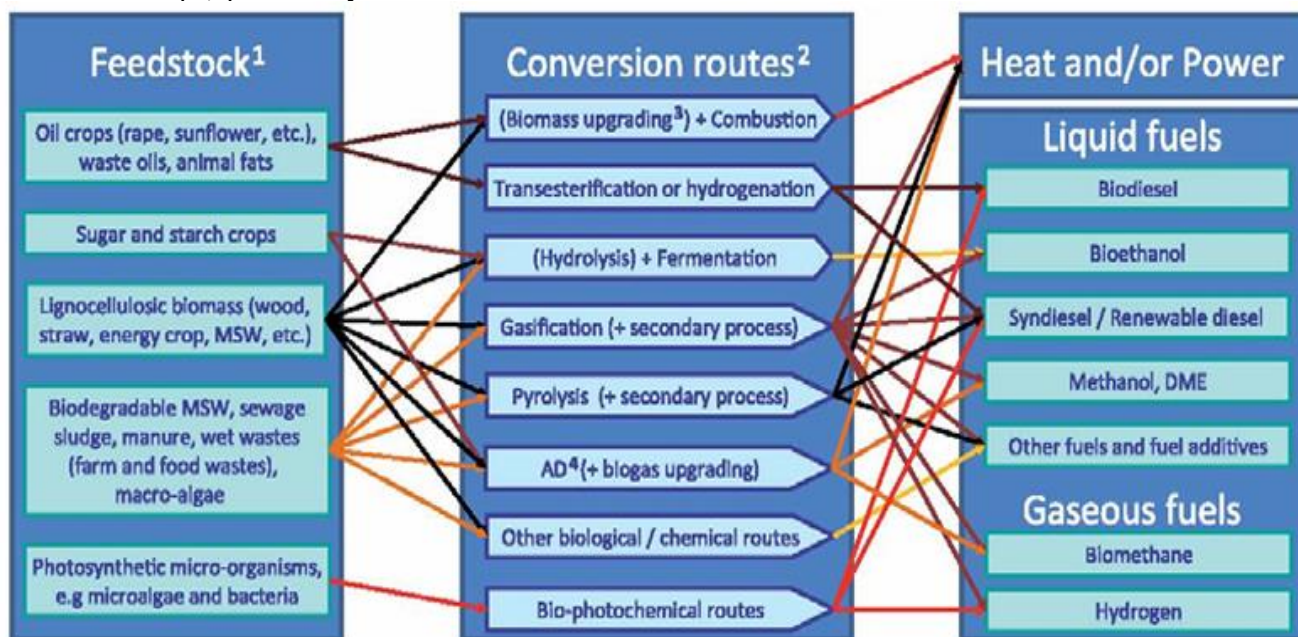 Feedstock¹
Oil crops (rape, sunflower, etc.),
waste oils, animal fats
Sugar and starch crops
Lignocellulosic biomass (wood,
straw, energy crop, MSW, etc.)
Biodegradable MSW, sewage
sludge, manure, wet wastes
(farm and food wastes),
macro-algae
Photosynthetic micro-organisms,
e.g microalgae and bacteria
Conversion routes²
(Biomass upgrading³) + Combustion
Transesterification or hydrogenation
(Hydrolysis) + Fermentation
Gasification (+ secondary process)
Pyrolysis (+ secondary process)
AD⁴ (+ biogas upgrading)
Other biological / chemical routes
Bio-photochemical routes
Heat and/or Power
Liquid fuels
Biodiesel
Bioethanol
Syndiesel / Renewable diesel
Methanol, DME
Other fuels and fuel additives
Gaseous fuels
Biomethane
Hydrogen